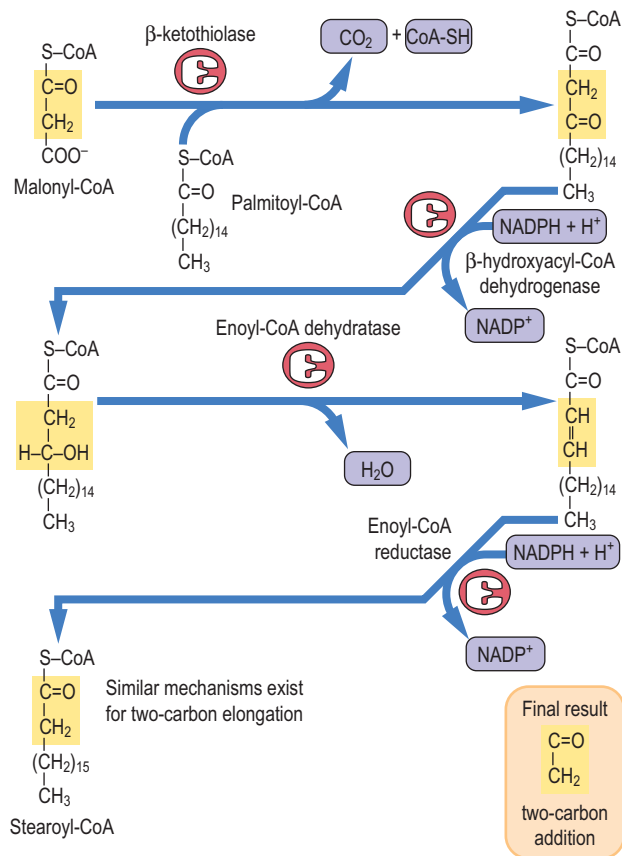 β-ketothiolase
CO₂ + CoA-SH
S–CoA
C=O
CH₂
COO⁻
Malonyl-CoA
S–CoA
C=O
(CH₂)₁₄
CH₃
Palmitoyl-CoA
S–CoA
C=O
CH₂
C=O
(CH₂)₁₄
CH₃
NADPH + H⁺
β-hydroxyacyl-CoA
dehydrogenase
NADP⁺
Enoyl-CoA dehydratase
S–CoA
C=O
CH₂
H–C–OH
(CH₂)₁₄
CH₃
H₂O
S–CoA
C=O
CH
CH
(CH₂)₁₄
CH₃
Enoyl-CoA
reductase
NADPH + H⁺
NADP⁺
S–CoA
C=O
CH₂
(CH₂)₁₅
CH₃
Stearoyl-CoA
Similar mechanisms exist
for two-carbon elongation
Final result
C=O
CH₂
two-carbon
addition